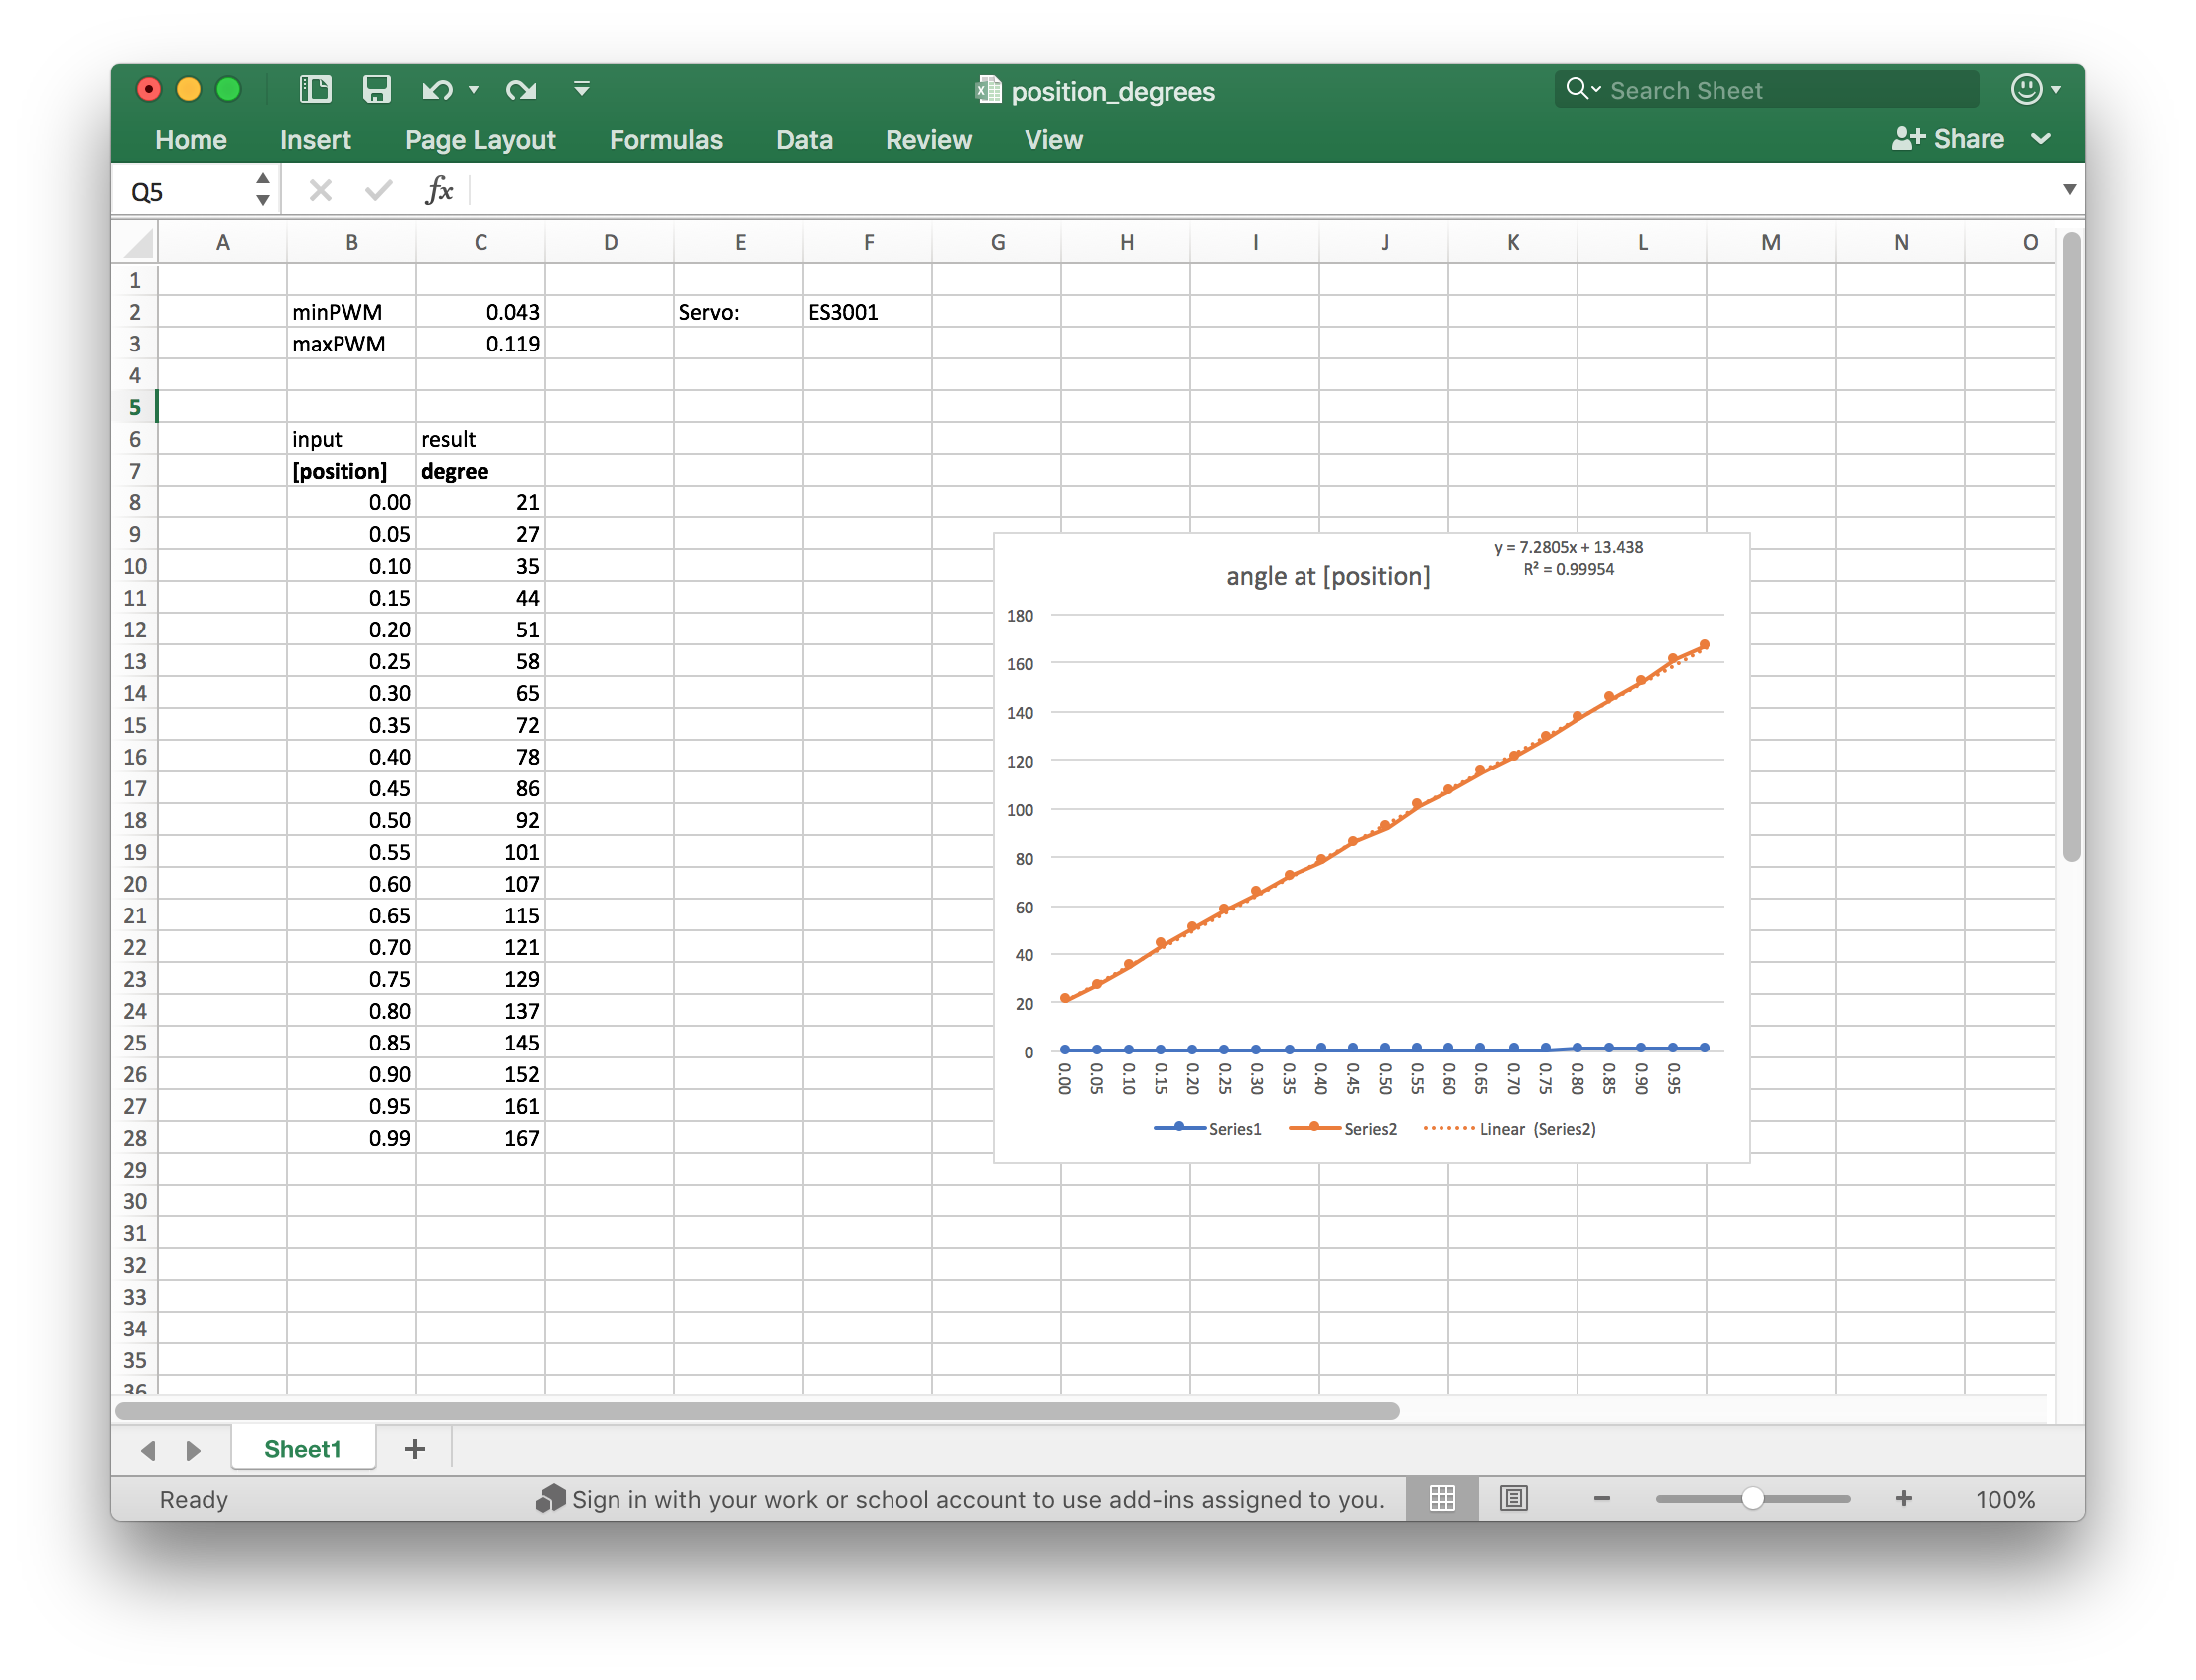 position_degrees
Search Sheet
Home Insert Page Layout Formulas Data Review View
Share
Q5 fx
A B C D E F G H I J K L M N O
1
2 minPWM 0.043 Servo: ES3001
3 maxPWM 0.119
4
5
6 input result
7 [position] degree
8 0.00 21
9 0.05 27
10 0.10 35
11 0.15 44
12 0.20 51
13 0.25 58
14 0.30 65
15 0.35 72
16 0.40 78
17 0.45 86
18 0.50 92
19 0.55 101
20 0.60 107
21 0.65 115
22 0.70 121
23 0.75 129
24 0.80 137
25 0.85 145
26 0.90 152
27 0.95 161
28 0.99 167
29
30
31
32
33
34
35
36
y = 7.2805x + 13.438
R² = 0.99954
angle at [position]
180
160
140
120
100
80
60
40
20
0
0.00 0.05 0.10 0.15 0.20 0.25 0.30 0.35 0.40 0.45 0.50 0.55 0.60 0.65 0.70 0.75 0.80 0.85 0.90 0.95
Series1 Series2 Linear (Series2)
Sheet1
Ready Sign in with your work or school account to use add-ins assigned to you. 100%